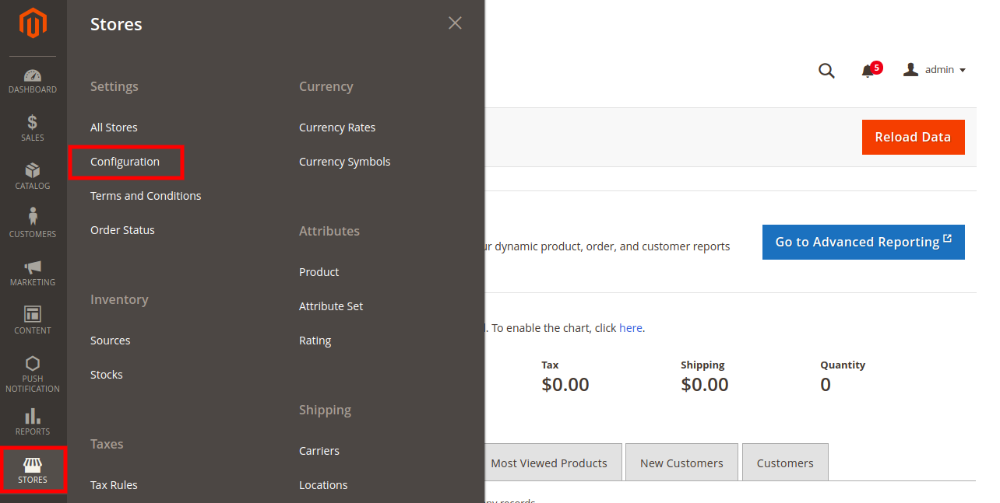 DASHBOARD
SALES
CATALOG
CUSTOMERS
MARKETING
CONTENT
PUSH
NOTIFICATION
REPORTS
STORES
Stores
Settings
All Stores
Configuration
Terms and Conditions
Order Status
Inventory
Sources
Stocks
Taxes
Tax Rules
Currency
Currency Rates
Currency Symbols
Attributes
Product
Attribute Set
Rating
Shipping
Carriers
Locations
5
admin
Reload Data
dynamic product, order, and customer reports
Go to Advanced Reporting
. To enable the chart, click here.
Tax
$0.00
Shipping
$0.00
Quantity
0
Most Viewed Products
New Customers
Customers
records.